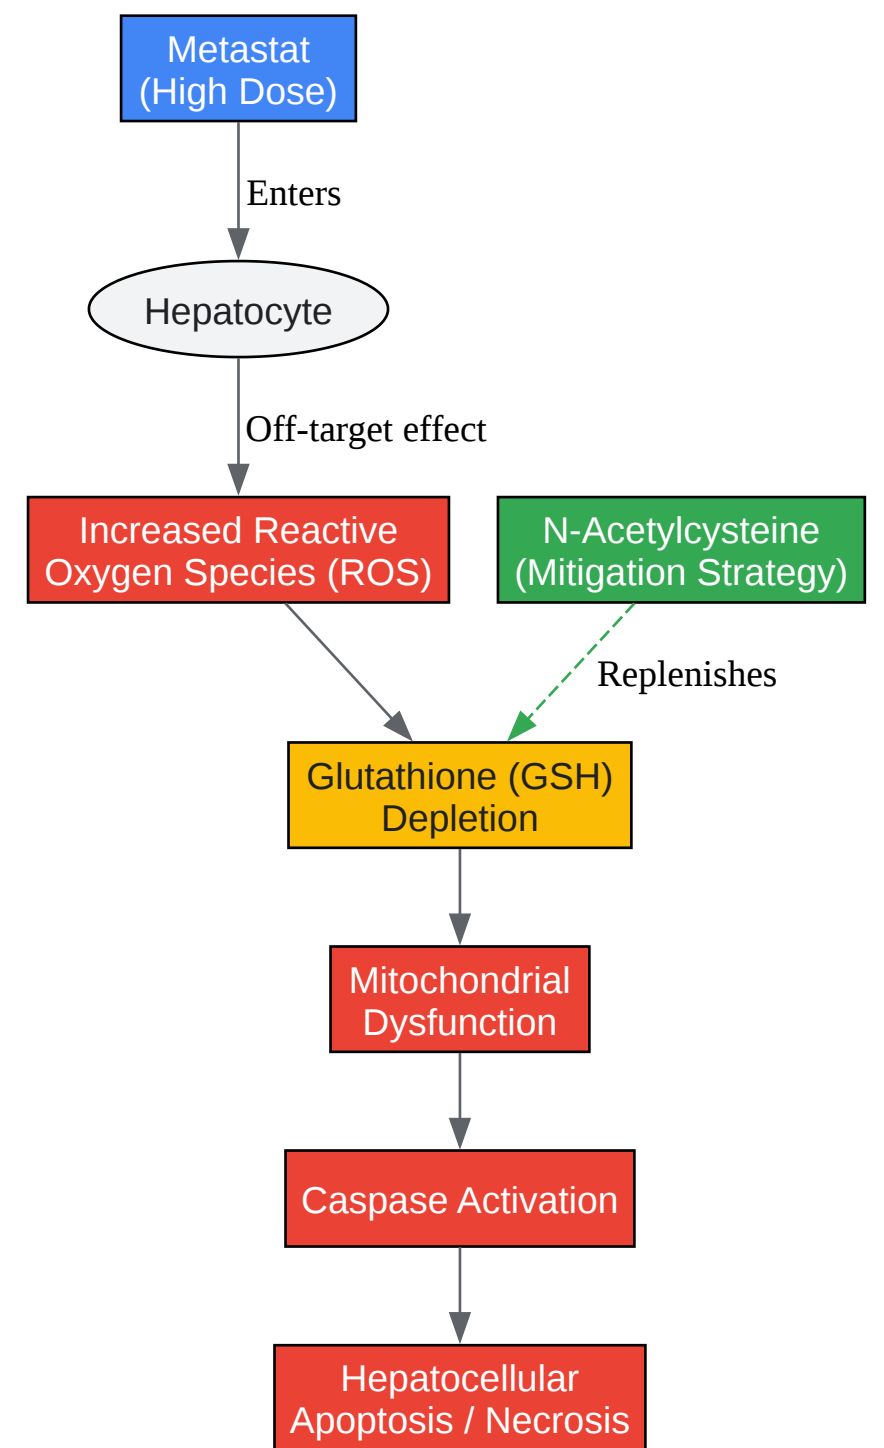 Metastat
(High Dose)
Enters
Hepatocyte
Off-target effect
Increased Reactive
Oxygen Species (ROS)
N-Acetylcysteine
(Mitigation Strategy)
Replenishes
Glutathione (GSH)
Depletion
Mitochondrial
Dysfunction
Caspase Activation
Hepatocellular
Apoptosis / Necrosis